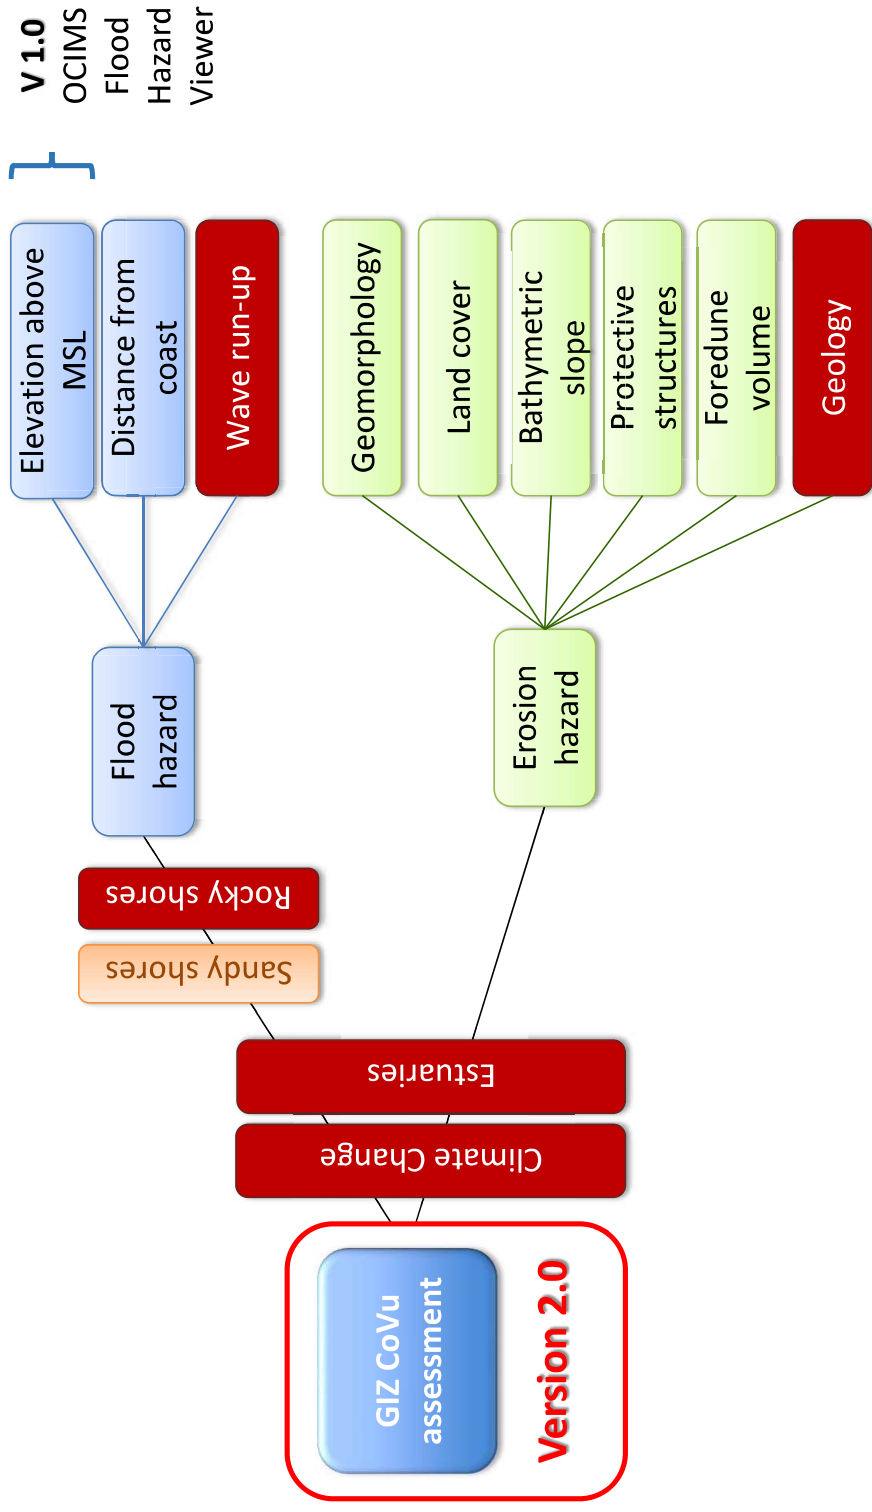 GIZ CoVu
assessment
Version 2.0
Climate Change
Estuaries
Sandy shores
Rocky shores
Flood
hazard
Elevation above
MSL
Distance from
coast
Wave run-up
V 1.0
OCIMS
Flood
Hazard
Viewer
Erosion
hazard
Geomorphology
Land cover
Bathymetric
slope
Protective
structures
Foredune
volume
Geology